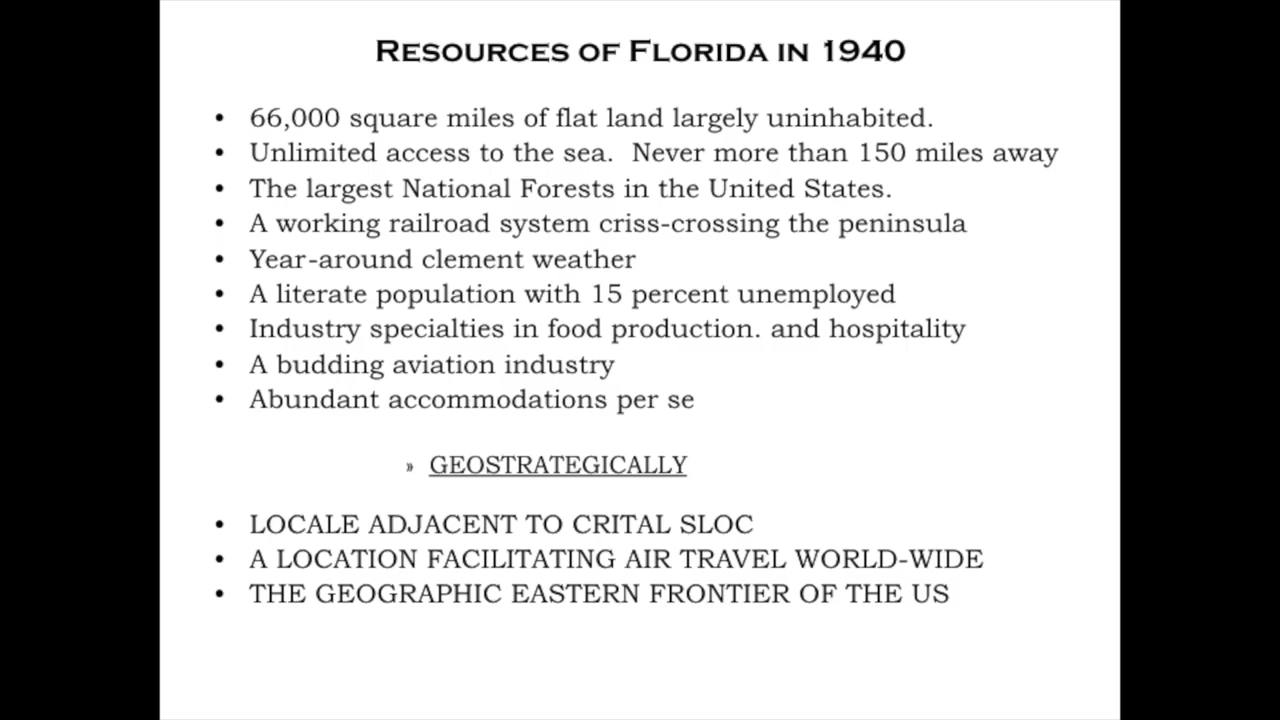 RESOURCES OF FLORIDA IN 1940
• 66,000 square miles of flat land largely uninhabited.
• Unlimited access to the sea.  Never more than 150 miles away
• The largest National Forests in the United States.
• A working railroad system criss-crossing the peninsula
• Year-around clement weather
• A literate population with 15 percent unemployed
• Industry specialties in food production. and hospitality
• A budding aviation industry
• Abundant accommodations per se
» GEOSTRATEGICALLY
• LOCALE ADJACENT TO CRITAL SLOC
• A LOCATION FACILITATING AIR TRAVEL WORLD-WIDE
• THE GEOGRAPHIC EASTERN FRONTIER OF THE US